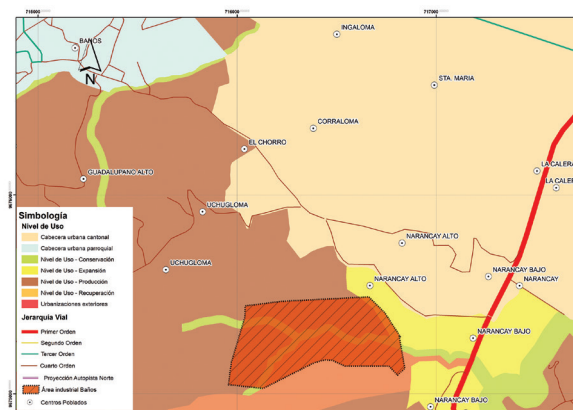 715000
716000
717000
INGALOMA
BAÑOS
N
STA. MARIA
CORRALOMA
EL CHORRO
LA CALERA
LA CALER
GUADALUPANO ALTO
UCHUGLOMA
NARANCAY ALTO
UCHUGLOMA
NARANCAY BAJO
NARANCAY ALTO
NARANCAY
NARANCAY BAJO
NARANCAY BAJO
Simbología
Nivel de Uso
Cabecera urbana cantonal
Cabecera urbana parroquial
Nivel de Uso - Conservación
Nivel de Uso - Expansión
Nivel de Uso - Producción
Nivel de Uso - Recuperación
Urbanizaciones exteriores
Jerarquía Vial
Primer Orden
Segundo Orden
Tercer Orden
Cuarto Orden
Proyección Autopista Norte
Área industrial Baños
Centros Poblados